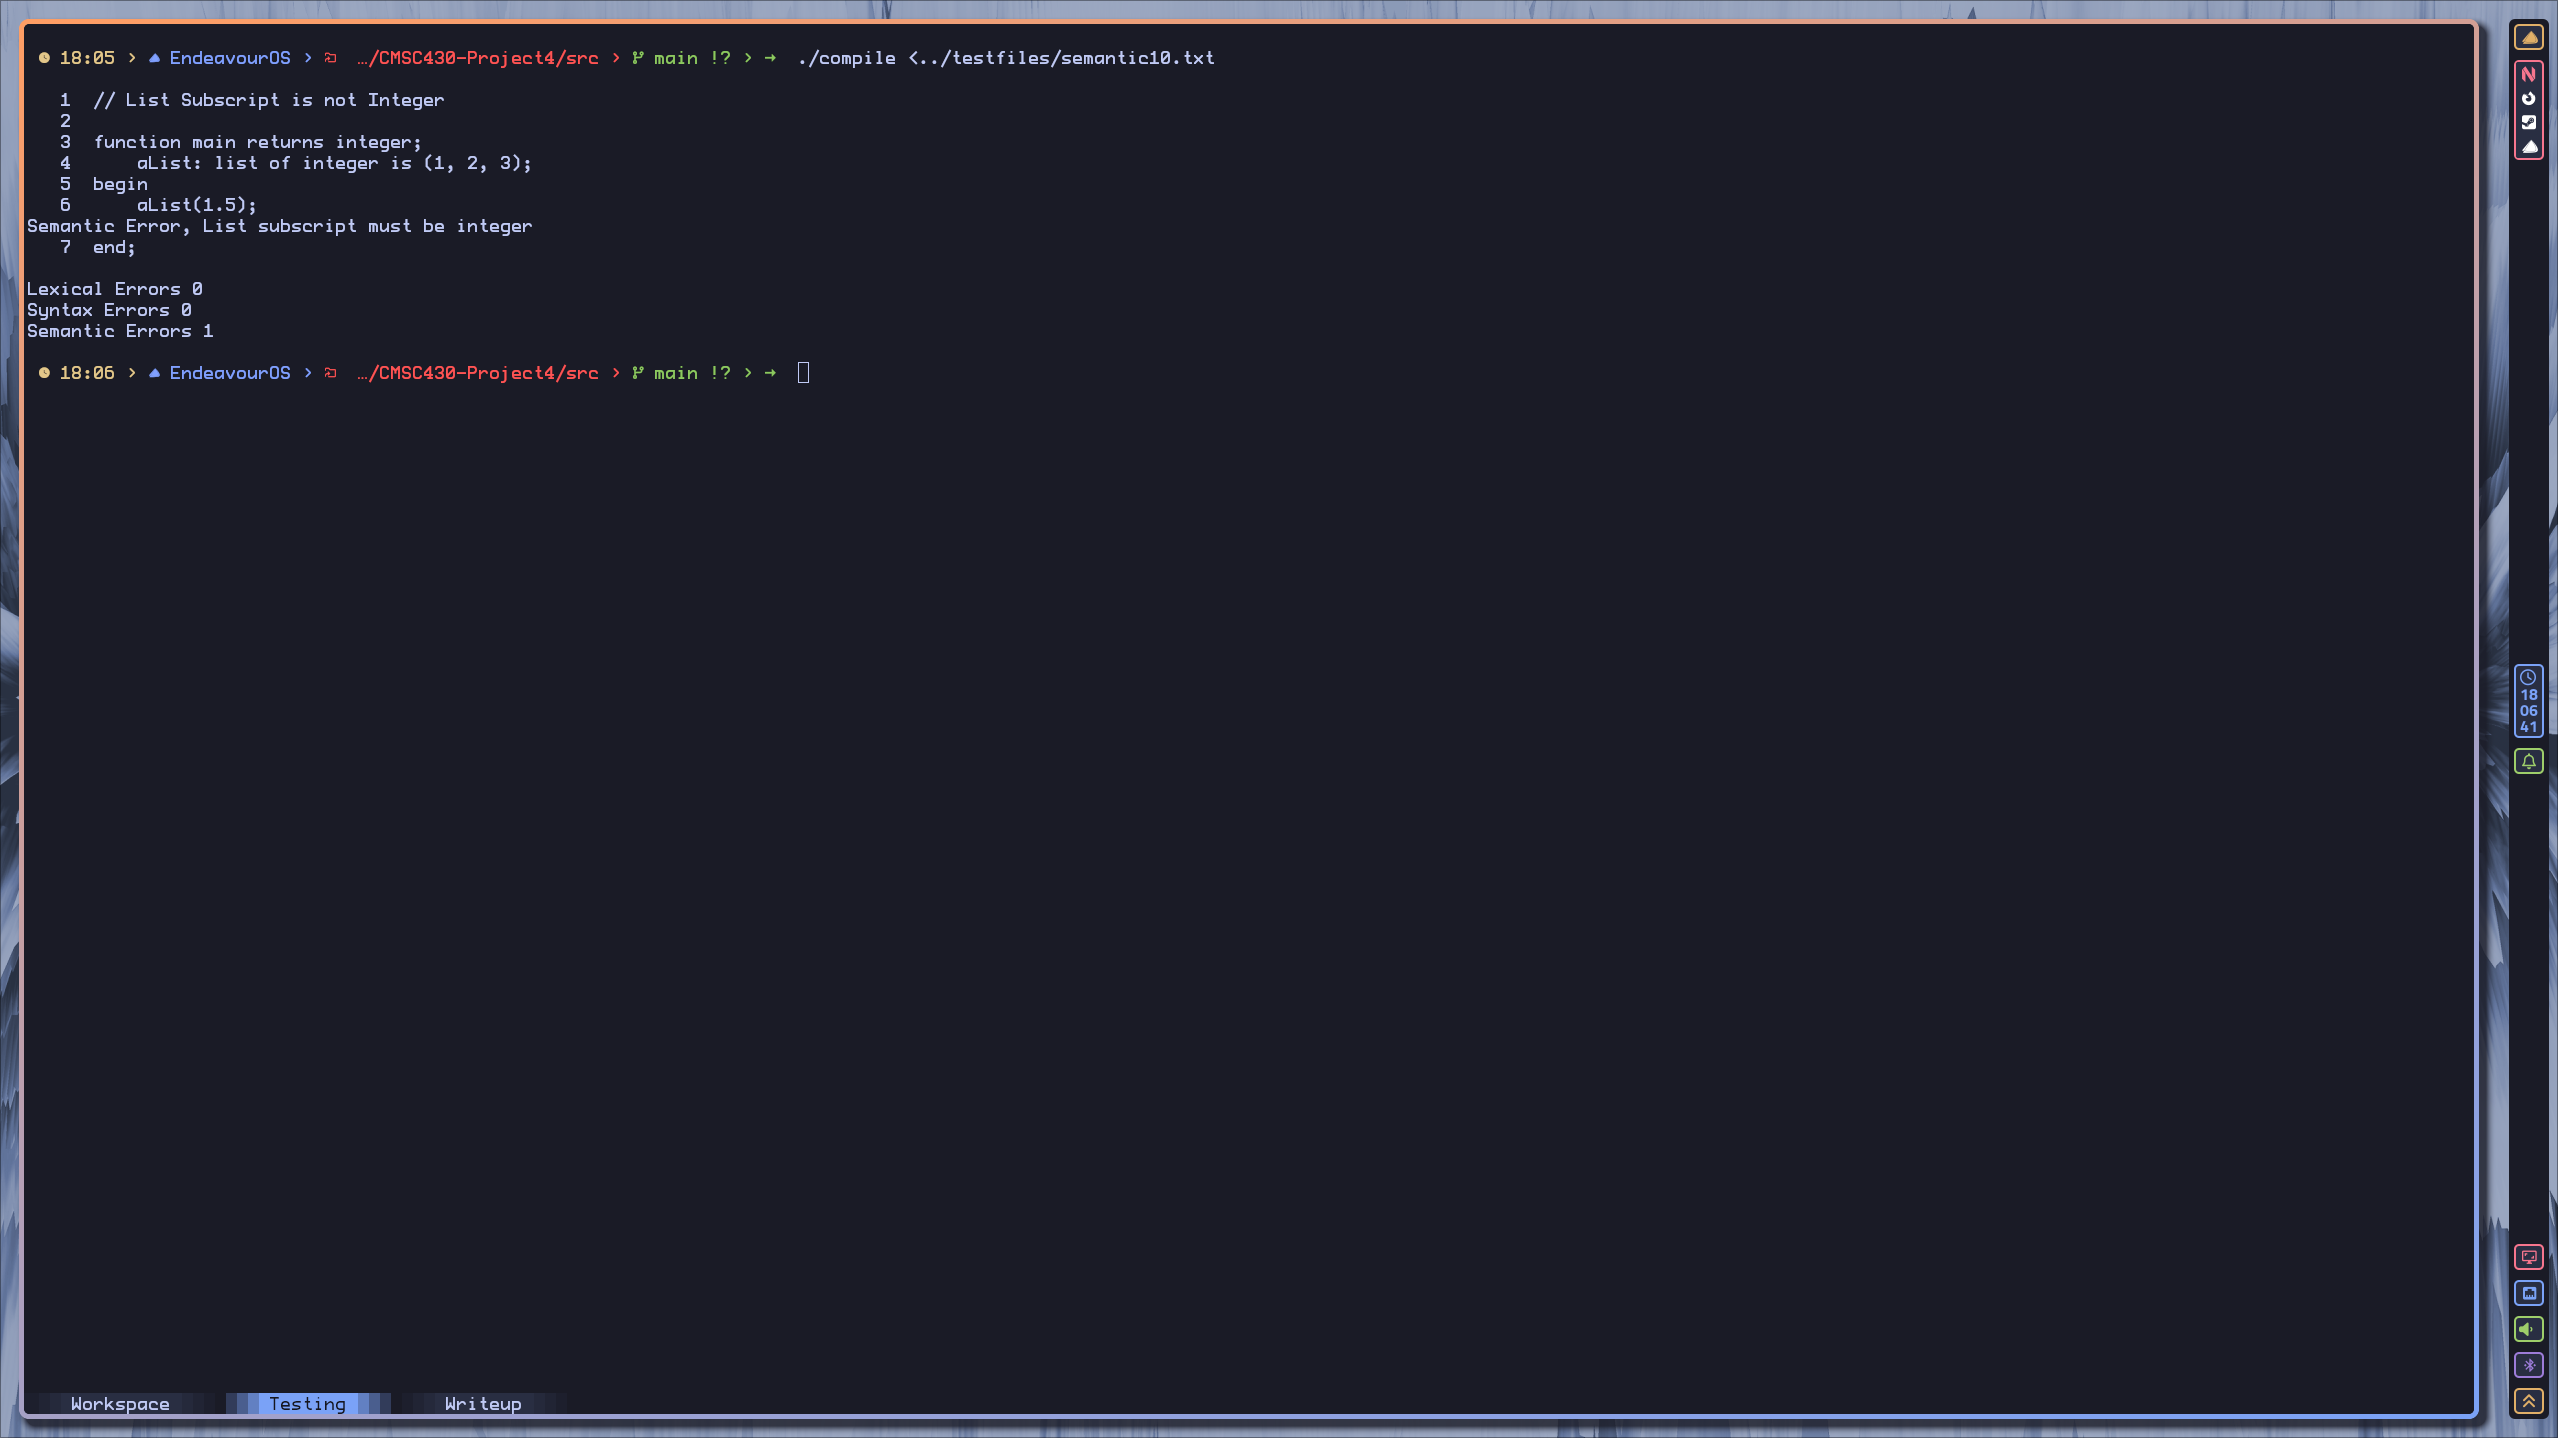 18:05 > EndeavourOS > …/CMSC430-Project4/src > main !? > → ./compile <../testfiles/semantic10.txt
1 // List Subscript is not Integer
2
3 function main returns integer;
4 aList: list of integer is (1, 2, 3);
5 begin
6 aList(1.5);
Semantic Error, List subscript must be integer
7 end;
Lexical Errors 0
Syntax Errors 0
Semantic Errors 1
18:06 > EndeavourOS > …/CMSC430-Project4/src > main !? > →
Workspace Testing Writeup
18
06
41